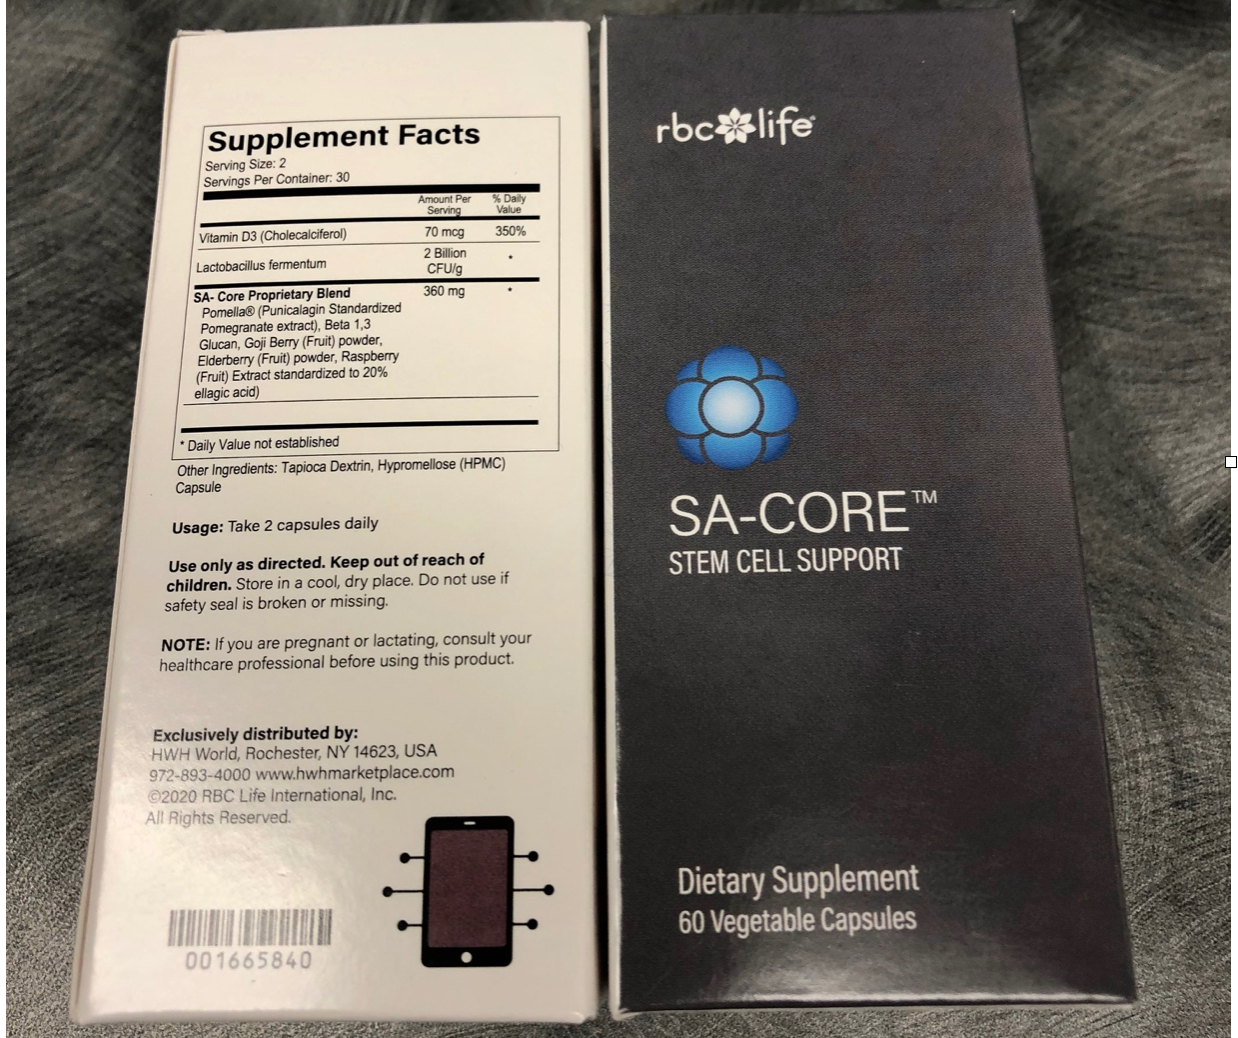 Supplement Facts
Serving Size: 2
Servings Per Container: 30
Amount Per Serving % Daily Value
Vitamin D3 (Cholecalciferol) 70 mcg 350%
Lactobacillus fermentum 2 Billion CFU/g *
SA- Core Proprietary Blend 360 mg *
Pomella® (Punicalagin Standardized
Pomegranate extract), Beta 1,3
Glucan, Goji Berry (Fruit) powder,
Elderberry (Fruit) powder, Raspberry
(Fruit) Extract standardized to 20%
ellagic acid)
* Daily Value not established
Other Ingredients: Tapioca Dextrin, Hypromellose (HPMC)
Capsule
Usage: Take 2 capsules daily
Use only as directed. Keep out of reach of
children. Store in a cool, dry place. Do not use if
safety seal is broken or missing.
NOTE: If you are pregnant or lactating, consult your
healthcare professional before using this product.
Exclusively distributed by:
HWH World, Rochester, NY 14623, USA
972-893-4000 www.hwhmarketplace.com
©2020 RBC Life International, Inc.
All Rights Reserved.
001665840
rbc life®
SA-CORE™
STEM CELL SUPPORT
Dietary Supplement
60 Vegetable Capsules